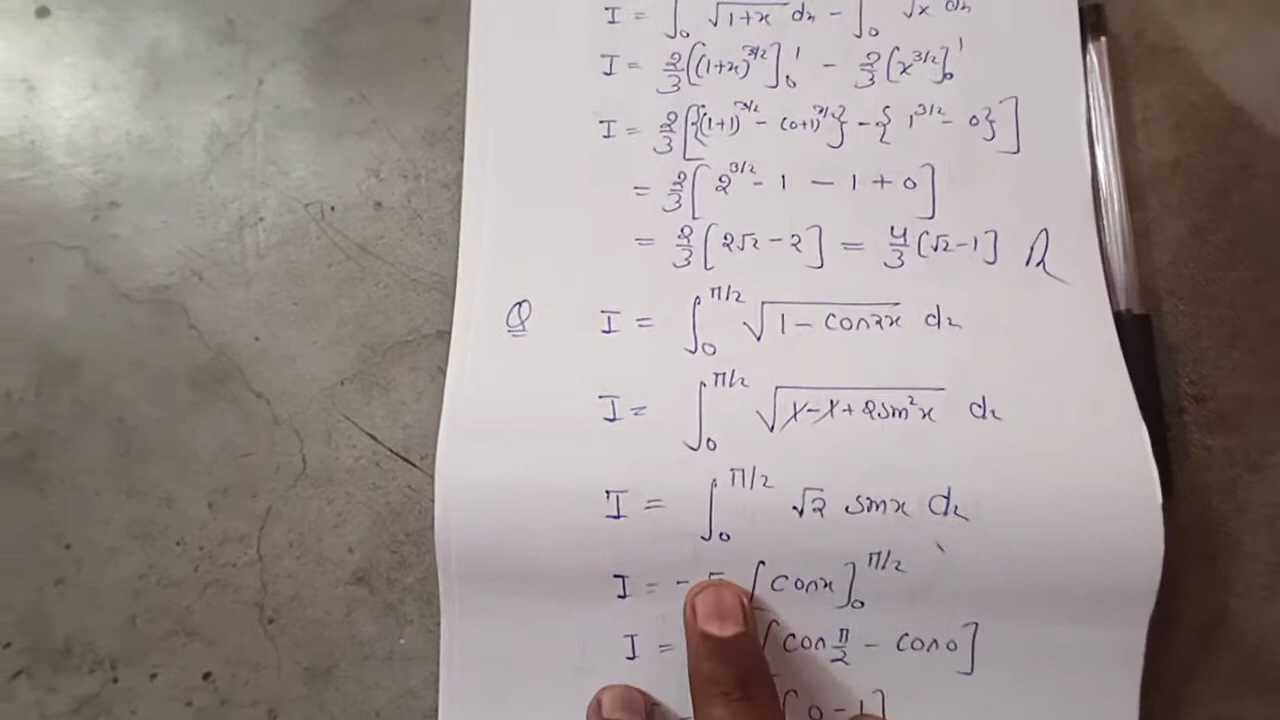 I = ∫₀ √1+x dx - ∫₀ √x dx
I = 2/3 [(1+x)^3/2]₀¹ - 2/3 [x^3/2]₀¹
I = 2/3 [{(1+1)^3/2 - (0+1)^3/2} - {1^3/2 - 0}]
= 2/3 [2^3/2 - 1 - 1 + 0]
= 2/3 [2√2 - 2] = 4/3 [√2 - 1]
Q I = ∫₀^π/2 √1 - cos2x dx
I = ∫₀^π/2 √1-1+2sin²x dx
I = ∫₀^π/2 √2 sinx dx
I = - [cosx]₀^π/2
I = [cos π/2 - cos0]
[0 - 1]